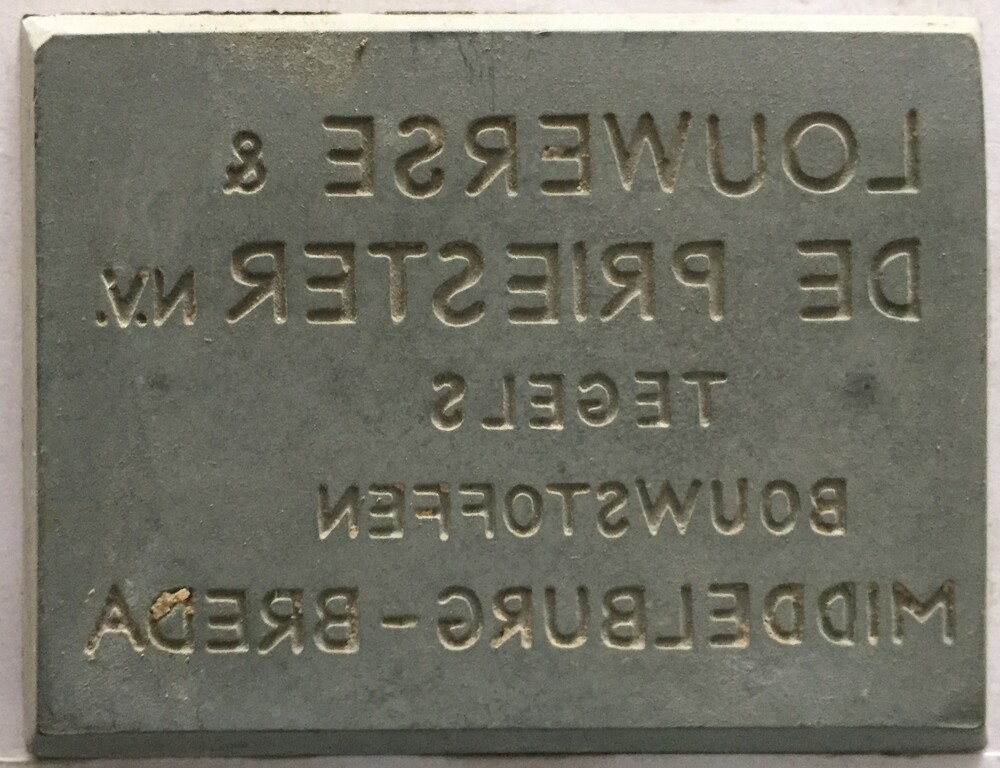 LOUWERSE &
DE PRIESTER N.V.
TEGELS
BOUWSTOFFEN
MIDDELBURG - BREDA